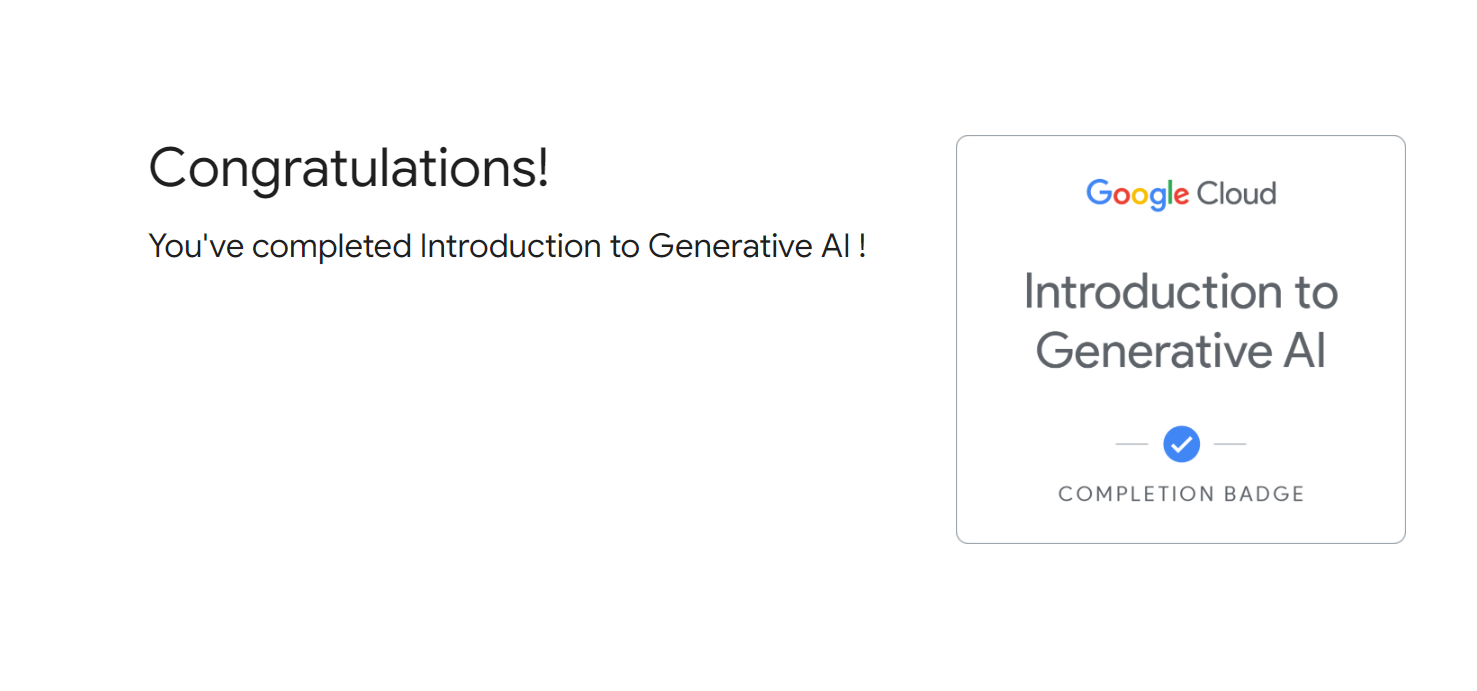 Congratulations!
You've completed Introduction to Generative AI !
Google Cloud
Introduction to
Generative AI
COMPLETION BADGE